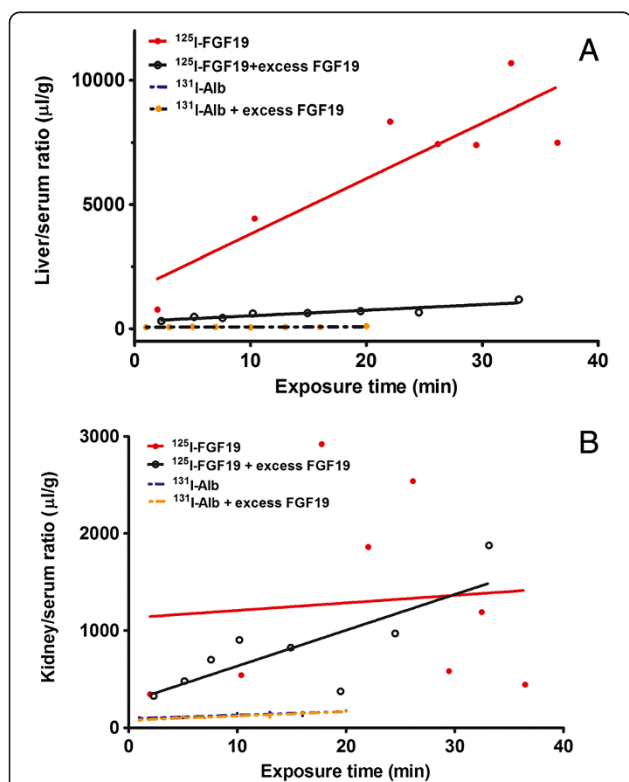 A
¹²⁵I-FGF19
¹²⁵I-FGF19+excess FGF19
¹³¹I-Alb
¹³¹I-Alb + excess FGF19
Liver/serum ratio (μl/g)
10000
5000
0
0 10 20 30 40
Exposure time (min)
B
¹²⁵I-FGF19
¹²⁵I-FGF19 + excess FGF19
¹³¹I-Alb
¹³¹I-Alb + excess FGF19
Kidney/serum ratio (μl/g)
3000
2000
1000
0
0 10 20 30 40
Exposure time (min)